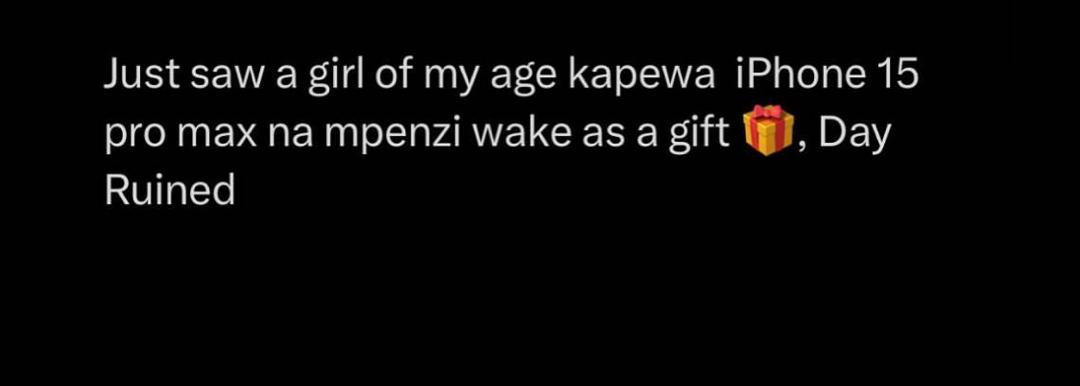 Just saw a girl of my age kapewa  iPhone 15
pro max na mpenzi wake as a gift 🎁, Day
Ruined